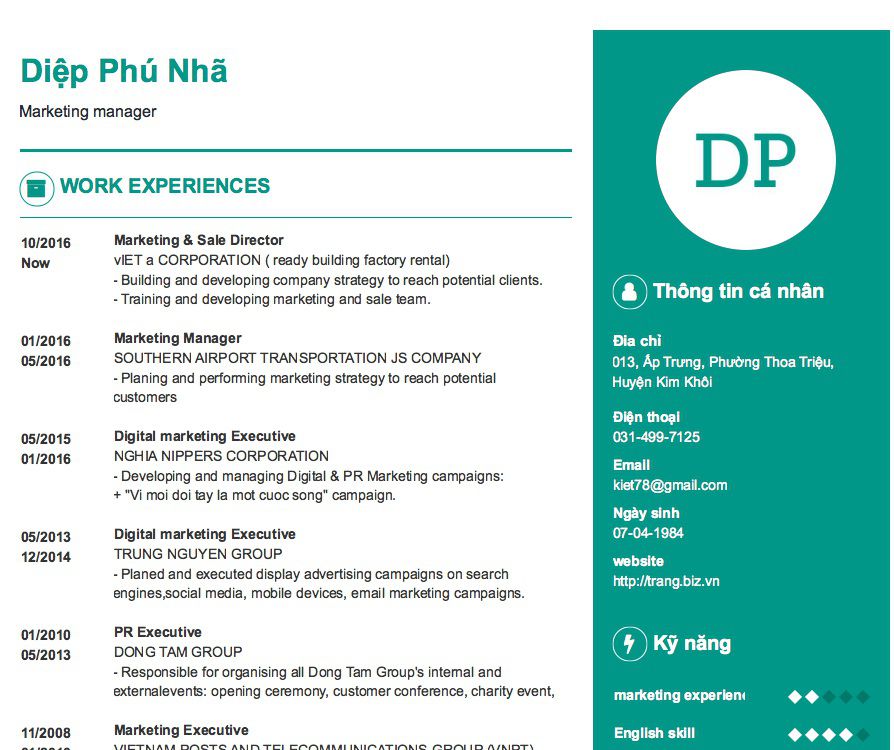 Diệp Phú Nhã
Marketing manager
WORK EXPERIENCES
10/2016
Now
Marketing & Sale Director
vIET a CORPORATION ( ready building factory rental)
- Building and developing company strategy to reach potential clients.
- Training and developing marketing and sale team.
01/2016
05/2016
Marketing Manager
SOUTHERN AIRPORT TRANSPORTATION JS COMPANY
- Planing and performing marketing strategy to reach potential
customers
05/2015
01/2016
Digital marketing Executive
NGHIA NIPPERS CORPORATION
- Developing and managing Digital & PR Marketing campaigns:
+ "Vi moi doi tay la mot cuoc song" campaign.
05/2013
12/2014
Digital marketing Executive
TRUNG NGUYEN GROUP
- Planed and executed display advertising campaigns on search
engines,social media, mobile devices, email marketing campaigns.
01/2010
05/2013
PR Executive
DONG TAM GROUP
- Responsible for organising all Dong Tam Group's internal and
externalevents: opening ceremony, customer conference, charity event,
11/2008
Marketing Executive
VIETNAM POSTS AND TELECOMMUNICATIONS GROUP (VNPT)
DP
Thông tin cá nhân
Đia chỉ
013, Ấp Trưng, Phường Thoa Triệu,
Huyện Kim Khôi
Điện thoại
031-499-7125
Email
kiet78@gmail.com
Ngày sinh
07-04-1984
website
http://trang.biz.vn
Kỹ năng
marketing experien
English skill